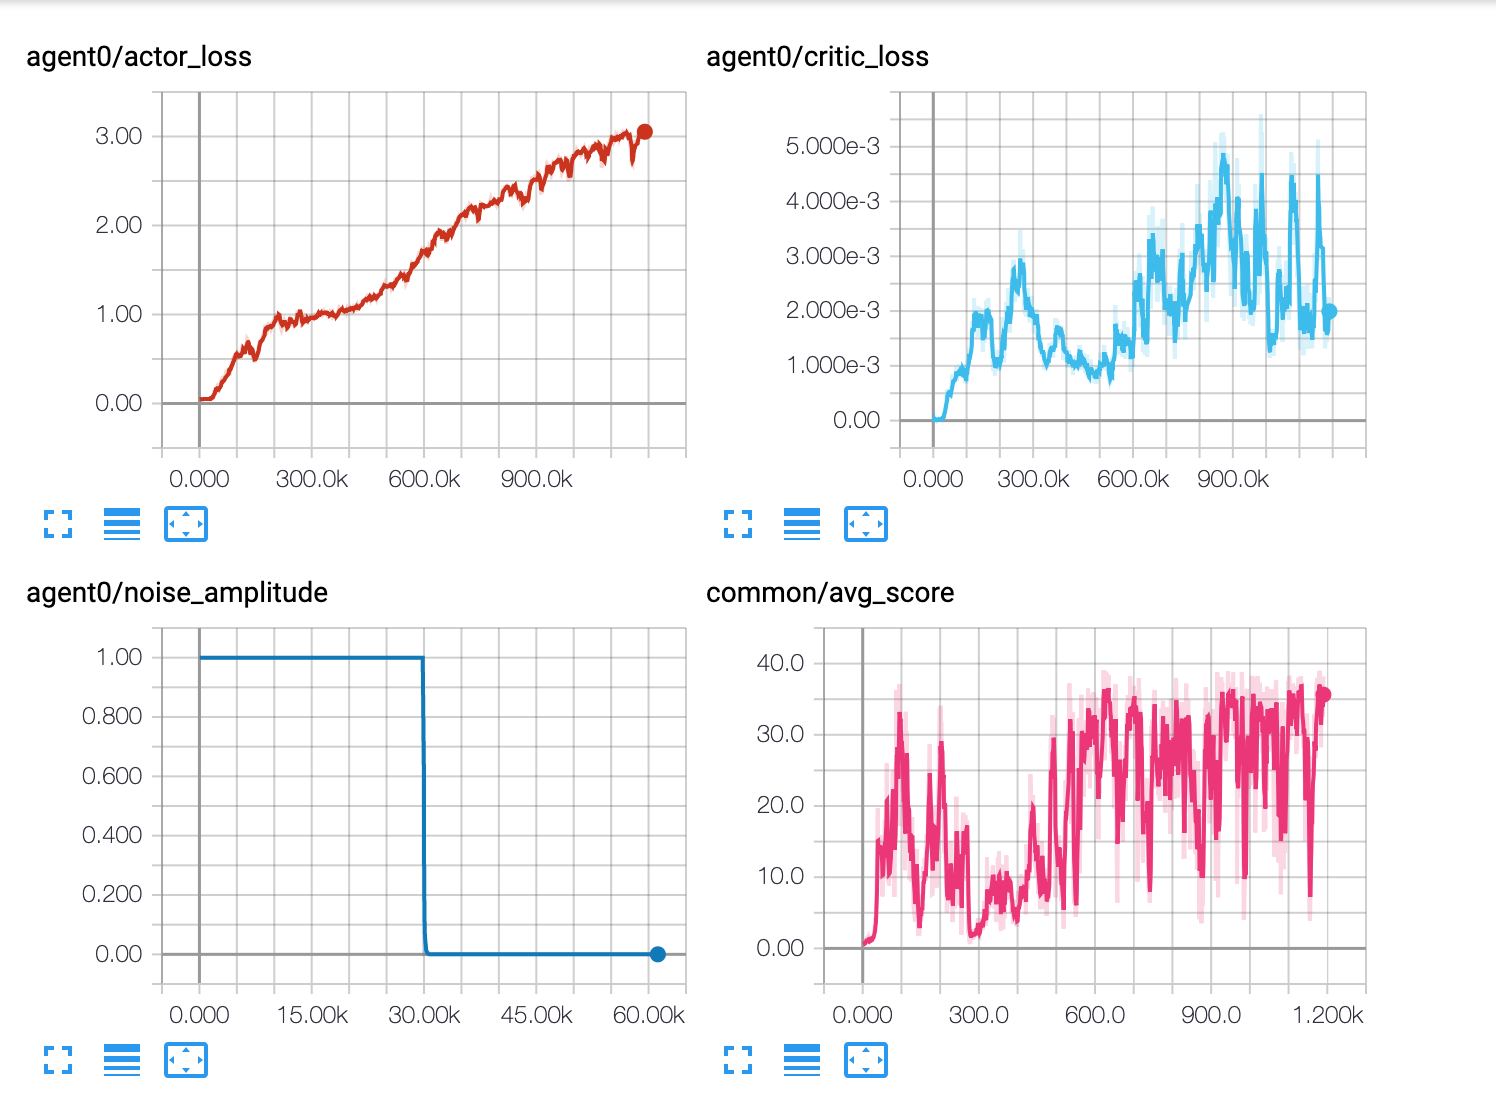 agent0/actor_loss
3.00
2.00
1.00
0.00
0.000 300.0k 600.0k 900.0k
agent0/critic_loss
5.000e-3
4.000e-3
3.000e-3
2.000e-3
1.000e-3
0.00
0.000 300.0k 600.0k 900.0k
agent0/noise_amplitude
1.00
0.800
0.600
0.400
0.200
0.00
0.000 15.00k 30.00k 45.00k 60.00k
common/avg_score
40.0
30.0
20.0
10.0
0.00
0.000 300.0 600.0 900.0 1.200k